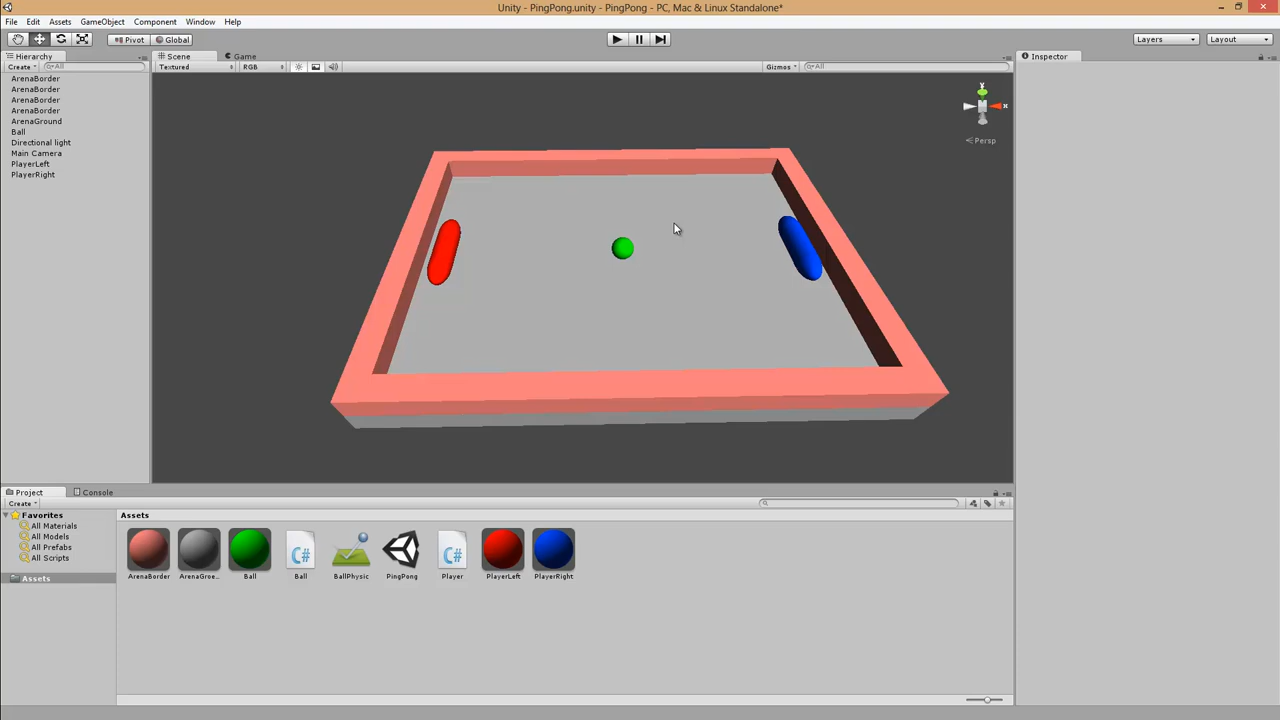 Unity - PingPong.unity - PingPong - PC, Mac & Linux Standalone*
File Edit Assets GameObject Component Window Help
Pivot Global Layers Layout
Hierarchy Scene Game Inspector
Create All Textured RGB Gizmos All
ArenaBorder
ArenaBorder
ArenaBorder
ArenaBorder
ArenaGround
Ball
Directional light
Main Camera
PlayerLeft
PlayerRight
y
x
Persp
Project Console
Create
Favorites
All Materials
All Models
All Prefabs
All Scripts
Assets
Assets
C# C#
ArenaBorder ArenaGroe... Ball Ball BallPhysic PingPong Player PlayerLeft PlayerRight